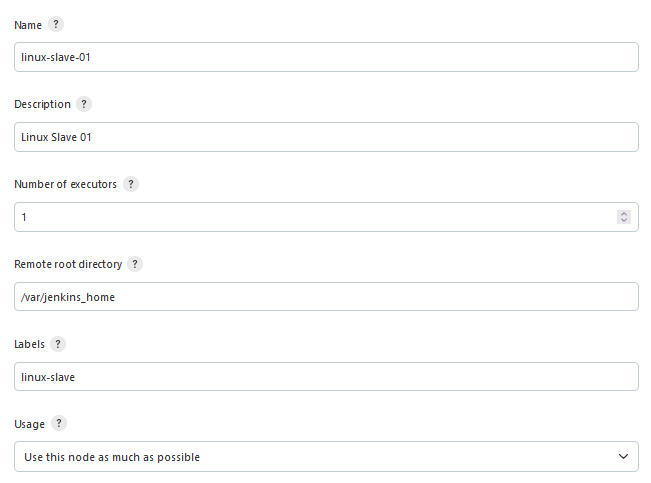 Name ?
linux-slave-01
Description ?
Linux Slave 01
Number of executors ?
1
Remote root directory ?
/var/jenkins_home
Labels ?
linux-slave
Usage ?
Use this node as much as possible